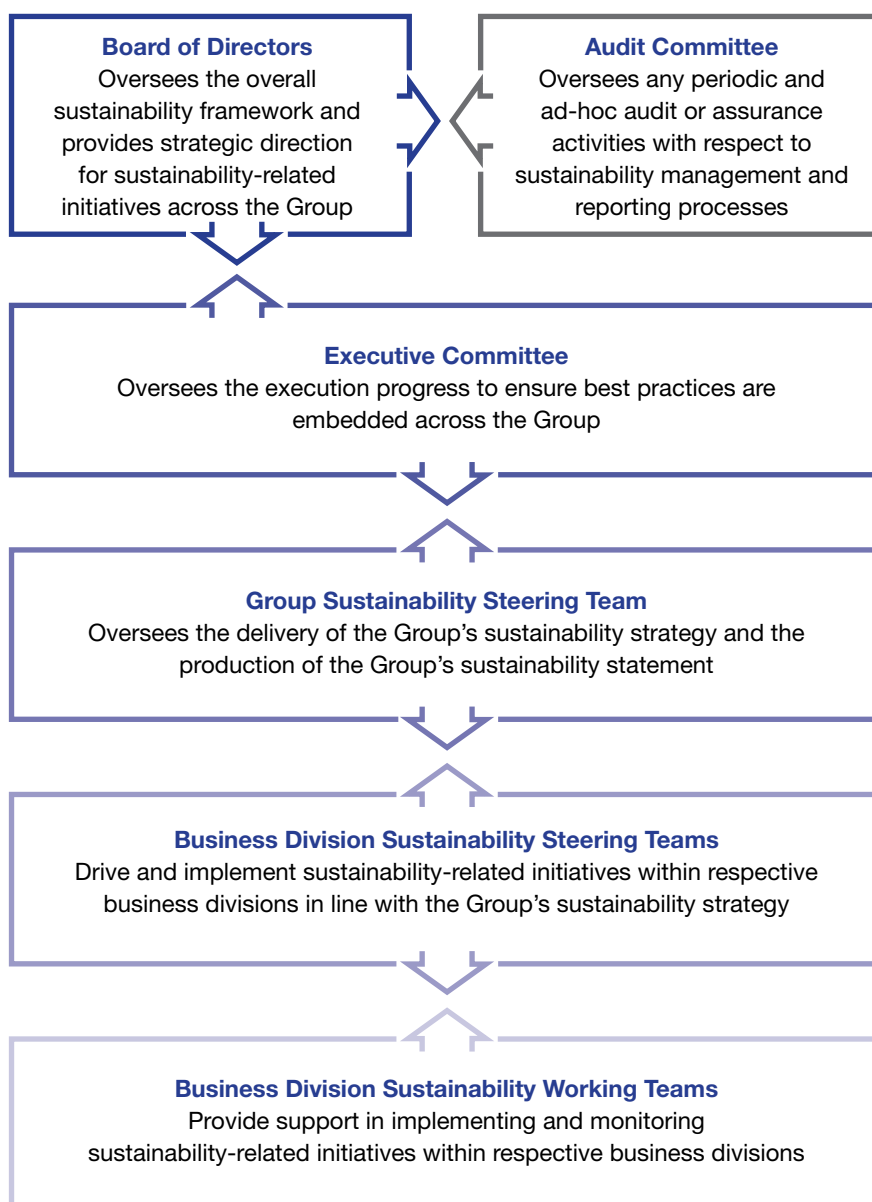 Board of Directors
Oversees the overall
sustainability framework and
provides strategic direction
for sustainability-related
initiatives across the Group
Audit Committee
Oversees any periodic and
ad-hoc audit or assurance
activities with respect to
sustainability management and
reporting processes
Executive Committee
Oversees the execution progress to ensure best practices are
embedded across the Group
Group Sustainability Steering Team
Oversees the delivery of the Group’s sustainability strategy and the
production of the Group’s sustainability statement
Business Division Sustainability Steering Teams
Drive and implement sustainability-related initiatives within respective
business divisions in line with the Group’s sustainability strategy
Business Division Sustainability Working Teams
Provide support in implementing and monitoring
sustainability-related initiatives within respective business divisions